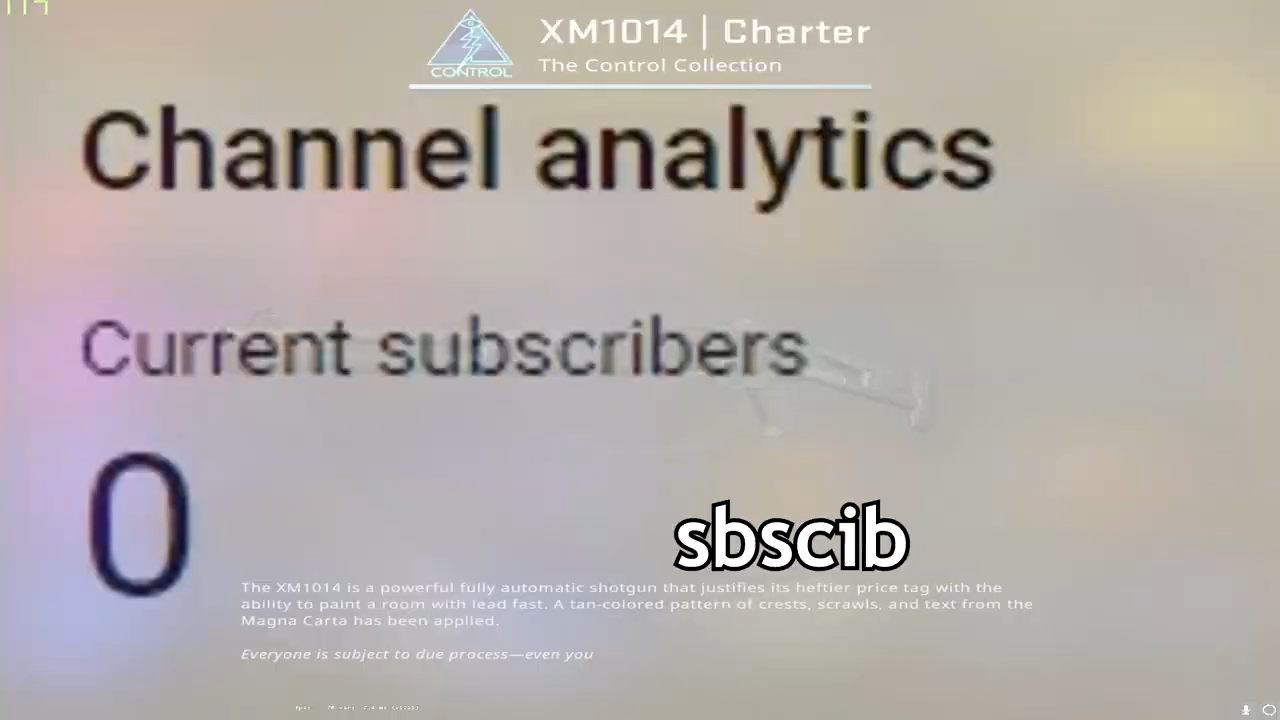 XM1014 | Charter
CONTROL
The Control Collection
Channel analytics
Current subscribers
0
sbscib
The XM1014 is a powerful fully automatic shotgun that justifies its heftier price tag with the
ability to paint a room with lead fast. A tan-colored pattern of crests, scrawls, and text from the
Magna Carta has been applied.
Everyone is subject to due process—even you